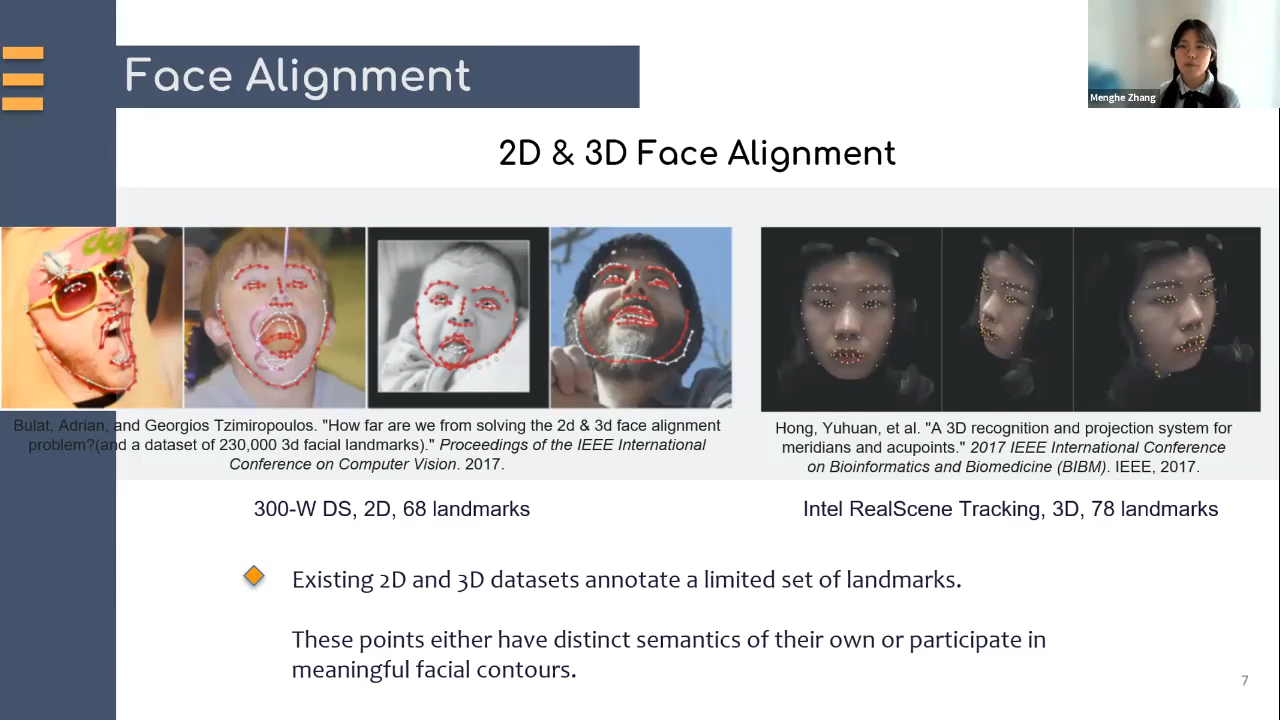 Face Alignment
Menghe Zhang
2D & 3D Face Alignment
Bulat, Adrian, and Georgios Tzimiropoulos. "How far are we from solving the 2d & 3d face alignment
problem?(and a dataset of 230,000 3d facial landmarks)." Proceedings of the IEEE International
Conference on Computer Vision. 2017.
Hong, Yuhuan, et al. "A 3D recognition and projection system for
meridians and acupoints." 2017 IEEE International Conference
on Bioinformatics and Biomedicine (BIBM). IEEE, 2017.
300-W DS, 2D, 68 landmarks
Intel RealScene Tracking, 3D, 78 landmarks
Existing 2D and 3D datasets annotate a limited set of landmarks.
These points either have distinct semantics of their own or participate in
meaningful facial contours.
7